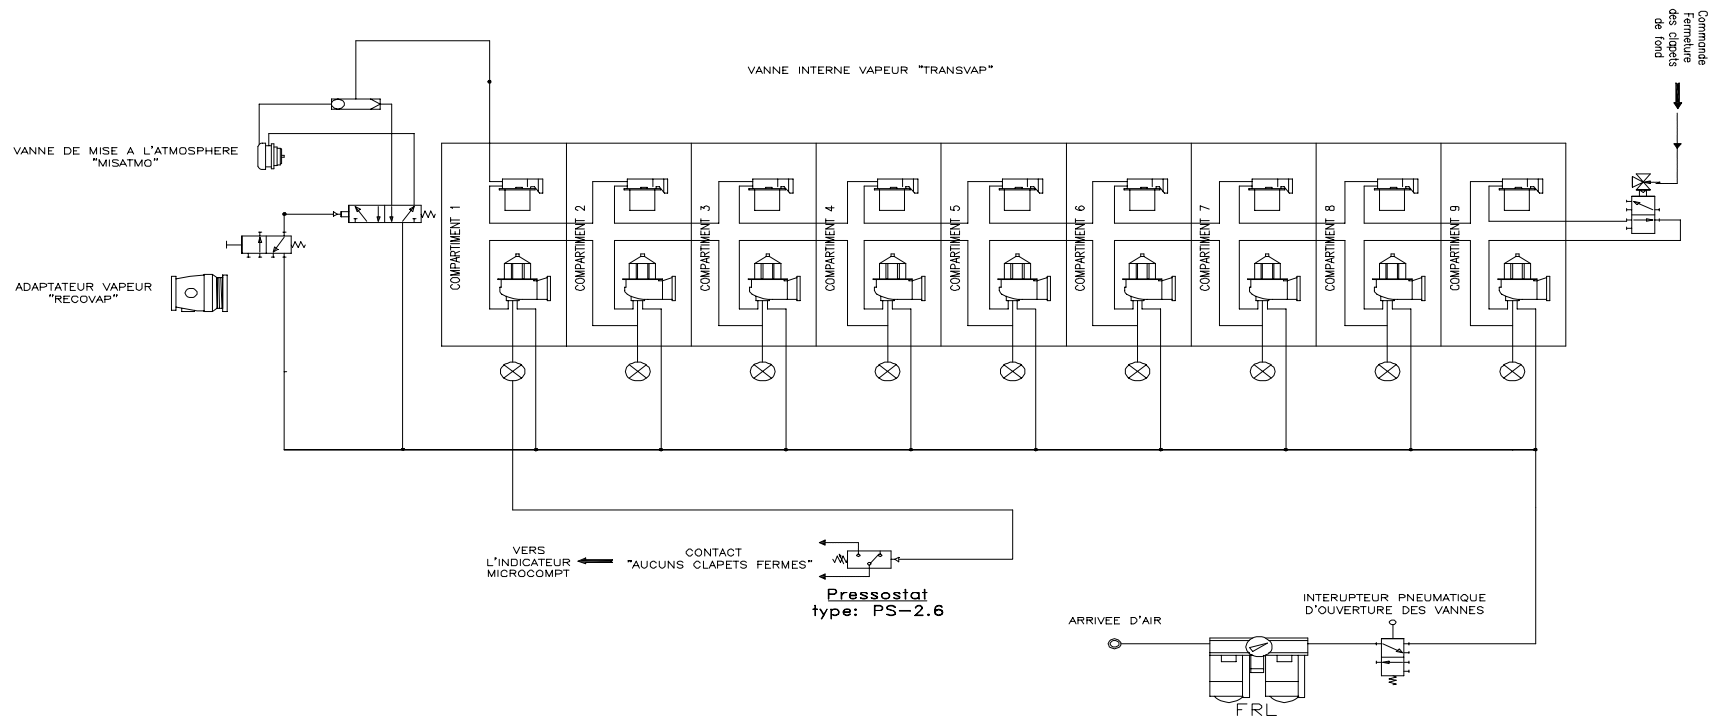 Commande
Fermeture
des clapets
de fond
VANNE INTERNE VAPEUR "TRANSVAP"
VANNE DE MISE A L'ATMOSPHERE
"MISATMO"
ADAPTATEUR VAPEUR
"RECOVAP"
COMPARTIMENT 1
COMPARTIMENT 2
COMPARTIMENT 3
COMPARTIMENT 4
COMPARTIMENT 5
COMPARTIMENT 6
COMPARTIMENT 7
COMPARTIMENT 8
COMPARTIMENT 9
VERS
L'INDICATEUR
MICROCOMPT
CONTACT
"AUCUNS CLAPETS FERMES"
Pressostat
type: PS-2.6
ARRIVEE D'AIR
INTERUPTEUR PNEUMATIQUE
D'OUVERTURE DES VANNES
FRL